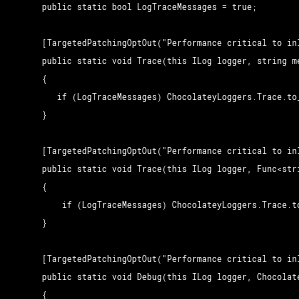 public static bool LogTraceMessages = true;
[TargetedPatchingOptOut("Performance critical to inl
public static void Trace(this ILog logger, string me
{
if (LogTraceMessages) ChocolateyLoggers.Trace.to_
}
[TargetedPatchingOptOut("Performance critical to inl
public static void Trace(this ILog logger, Func<stri
{
if (LogTraceMessages) ChocolateyLoggers.Trace.to
}
[TargetedPatchingOptOut("Performance critical to inl
public static void Debug(this ILog logger, Chocolate
{